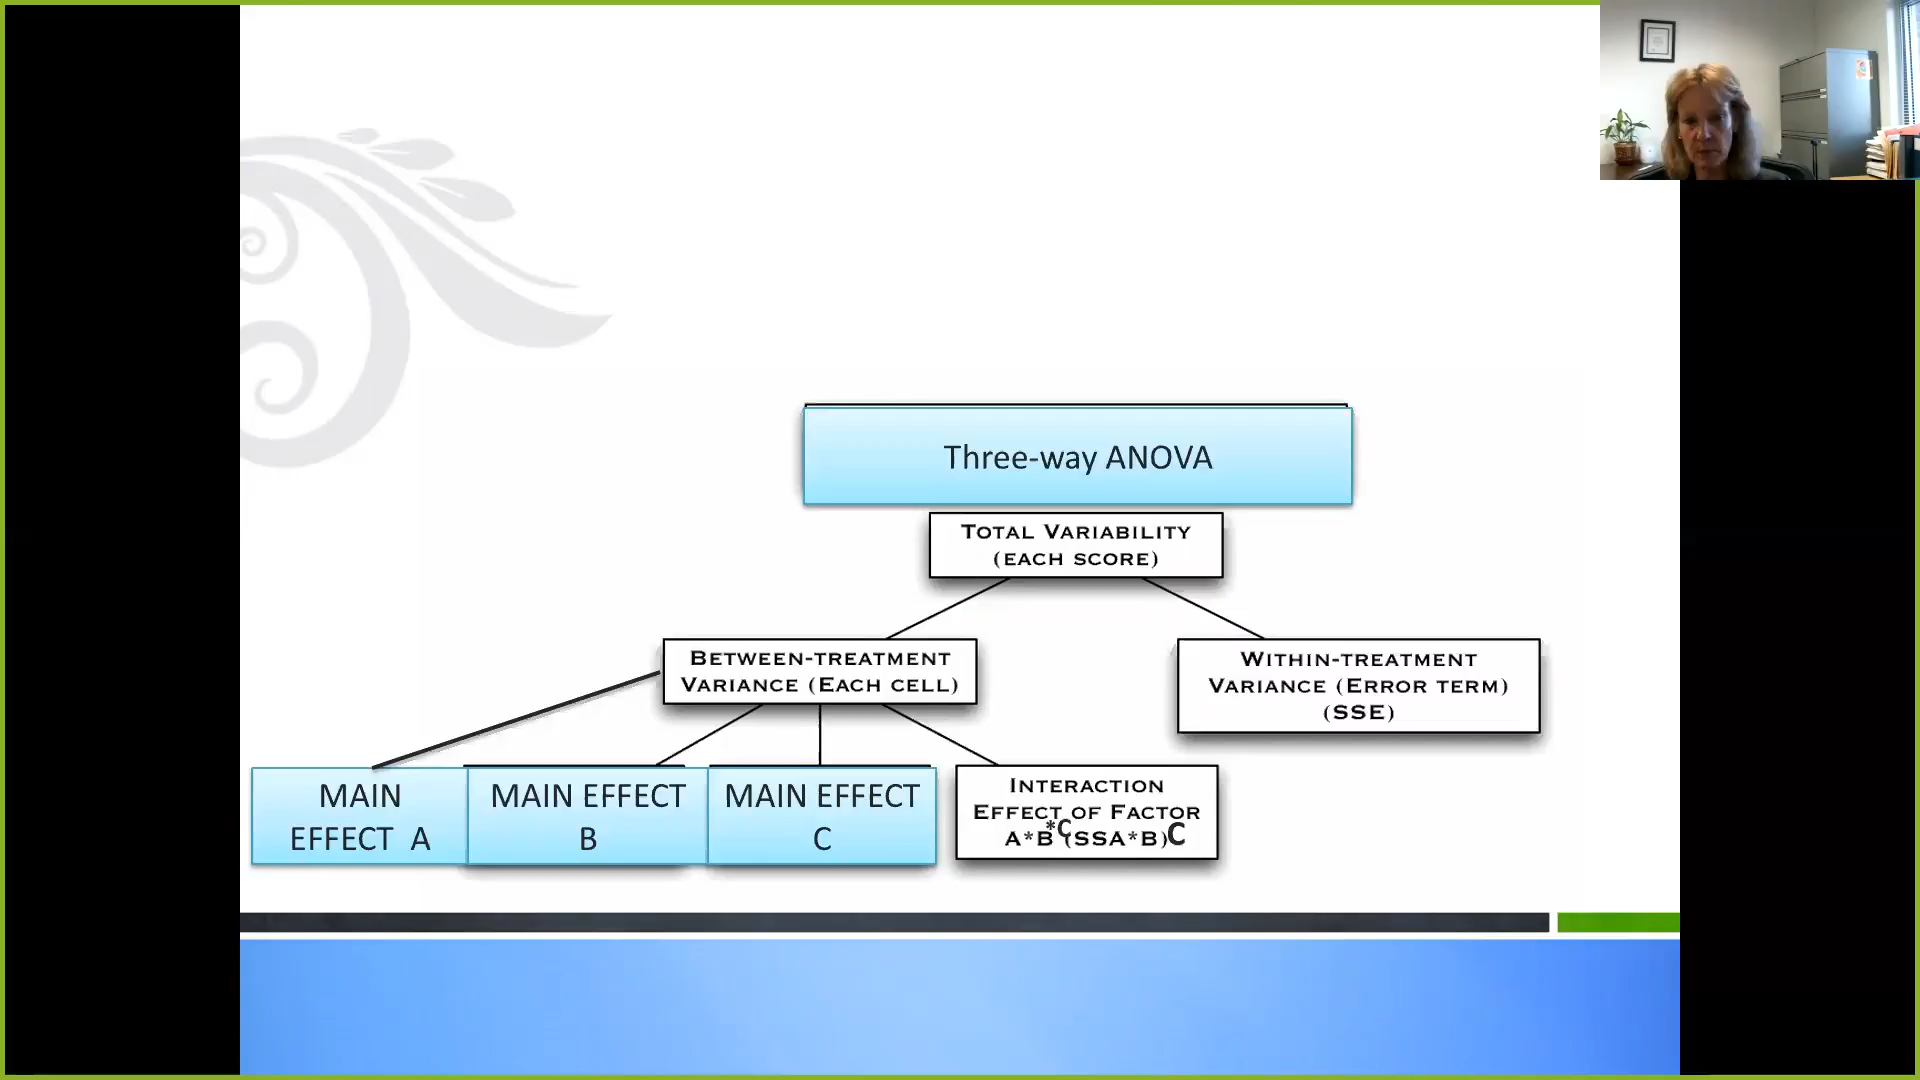 Three-way ANOVA
TOTAL VARIABILITY
(EACH SCORE)
BETWEEN-TREATMENT
VARIANCE (EACH CELL)
WITHIN-TREATMENT
VARIANCE (ERROR TERM)
(SSE)
MAIN
EFFECT A
MAIN EFFECT
B
MAIN EFFECT
C
INTERACTION
EFFECT OF FACTOR
A*B*C(SSA*B)C